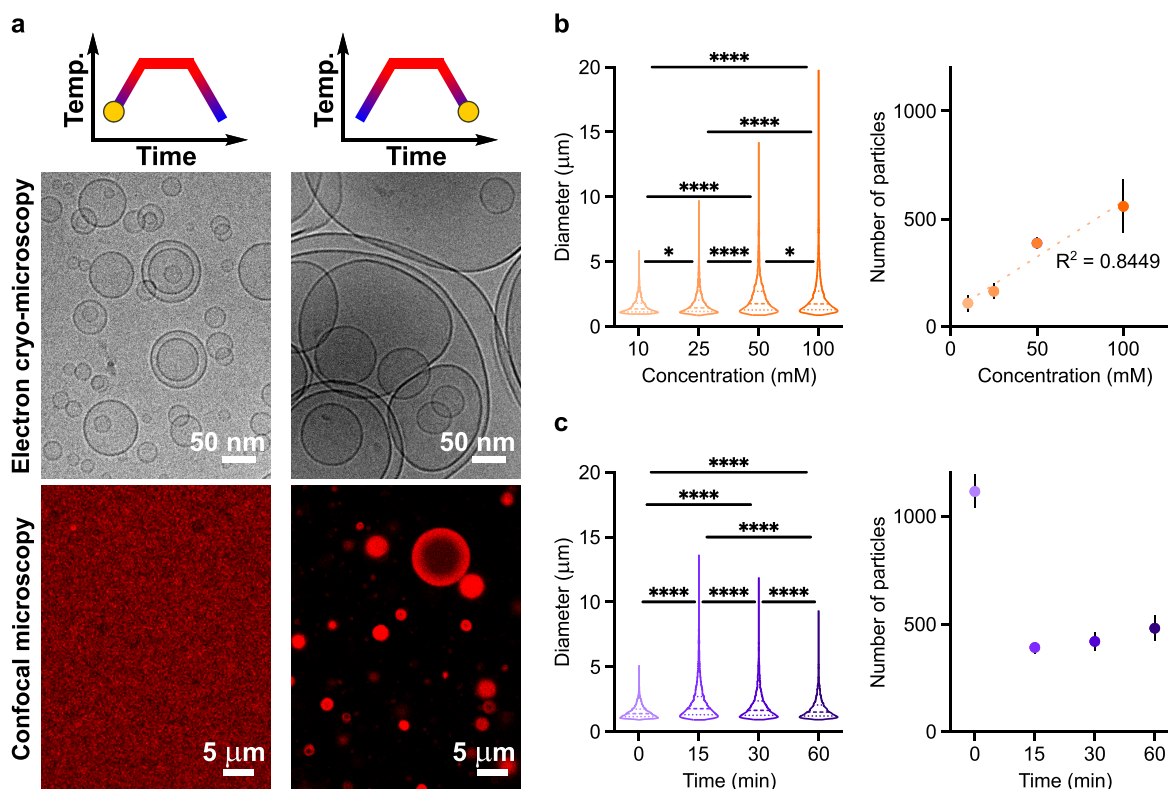 a
Temp.
Time
Temp.
Time
Electron cryo-microscopy
50 nm
50 nm
Confocal microscopy
5 μm
5 μm
b
Diameter (μm)
20
15
10
5
0
****
****
****
*
****
*
10 25 50 100
Concentration (mM)
Number of particles
1000
500
0
R² = 0.8449
0 50 100
Concentration (mM)
c
Diameter (μm)
20
15
10
5
0
****
****
****
****
****
****
0 15 30 60
Time (min)
Number of particles
1000
500
0
0 15 30 60
Time (min)